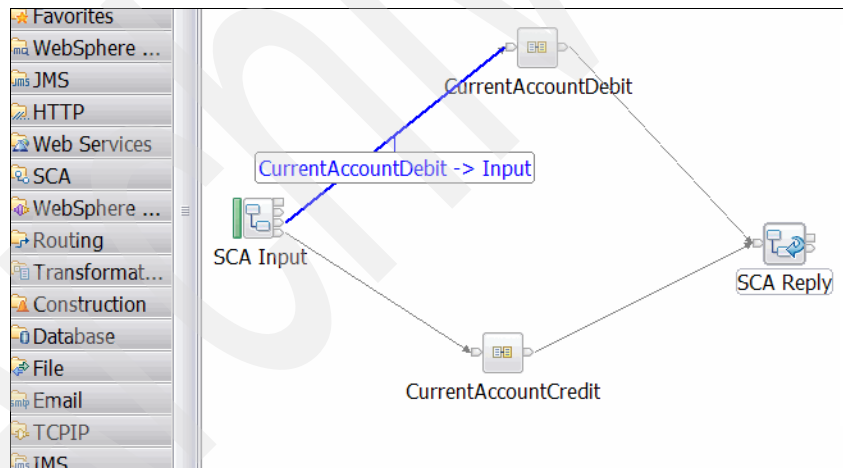 Favorites
WebSphere ...
JMS
HTTP
Web Services
SCA
WebSphere ...
Routing
Transformat...
Construction
Database
File
Email
TCPIP
IMS
CurrentAccountDebit
CurrentAccountDebit -> Input
SCA Input
SCA Reply
CurrentAccountCredit